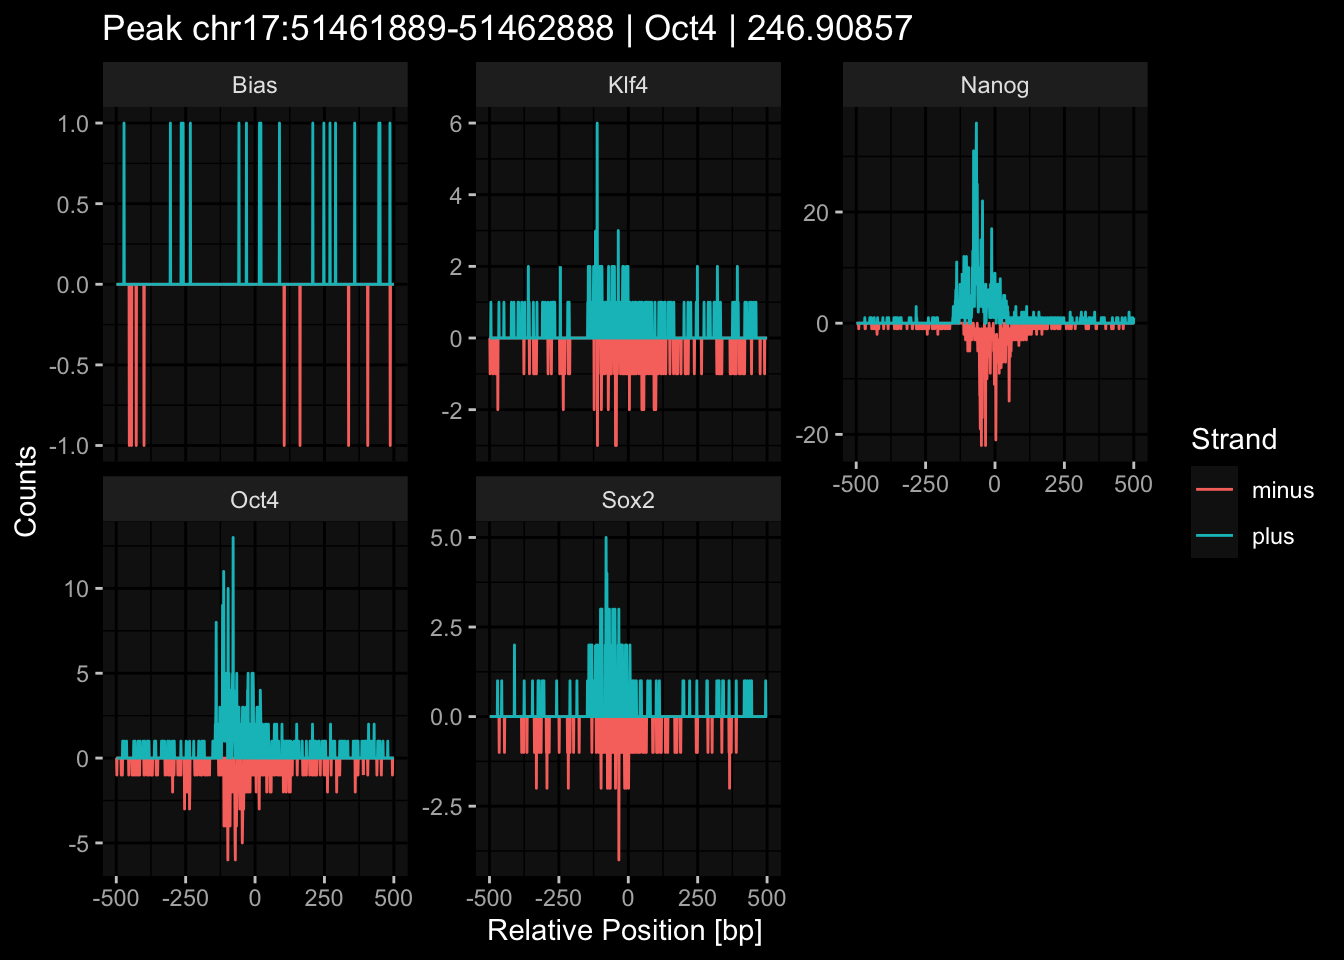 Peak chr17:51461889-51462888 | Oct4 | 246.90857
Bias
Klf4
Nanog
1.0
0.5
0.0
-0.5
-1.0
6
4
2
0
-2
20
0
-20
-500 -250 0 250 500
Counts
Strand
minus
plus
Oct4
Sox2
10
5
0
-5
5.0
2.5
0.0
-2.5
-500 -250 0 250 500
-500 -250 0 250 500
Relative Position [bp]